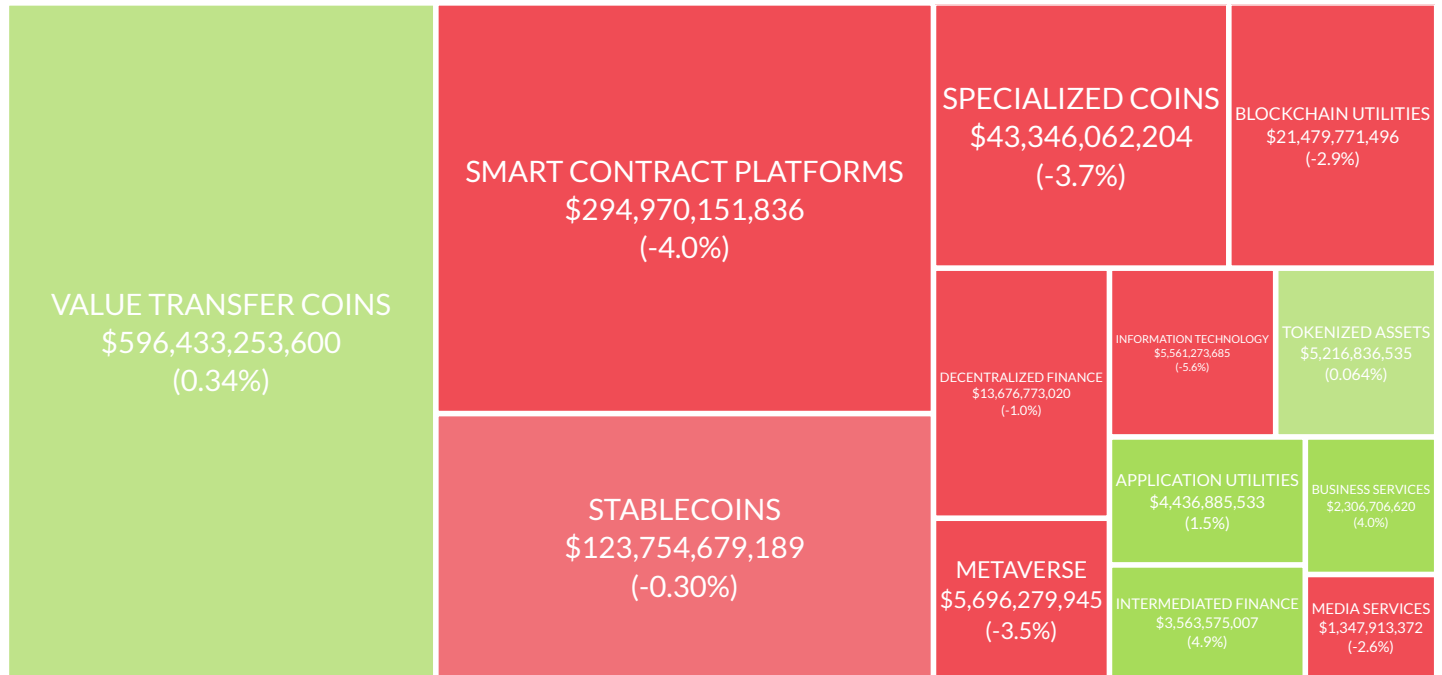 VALUE TRANSFER COINS
$596,433,253,600
(0.34%)
SMART CONTRACT PLATFORMS
$294,970,151,836
(-4.0%)
STABLECOINS
$123,754,679,189
(-0.30%)
SPECIALIZED COINS
$43,346,062,204
(-3.7%)
BLOCKCHAIN UTILITIES
$21,479,771,496
(-2.9%)
DECENTRALIZED FINANCE
$13,676,773,020
(-1.0%)
INFORMATION TECHNOLOGY
$5,561,273,685
(-5.6%)
TOKENIZED ASSETS
$5,216,836,535
(0.064%)
METAVERSE
$5,696,279,945
(-3.5%)
APPLICATION UTILITIES
$4,436,885,533
(1.5%)
BUSINESS SERVICES
$2,306,706,620
(4.0%)
INTERMEDIATED FINANCE
$3,563,575,007
(4.9%)
MEDIA SERVICES
$1,347,913,372
(-2.6%)